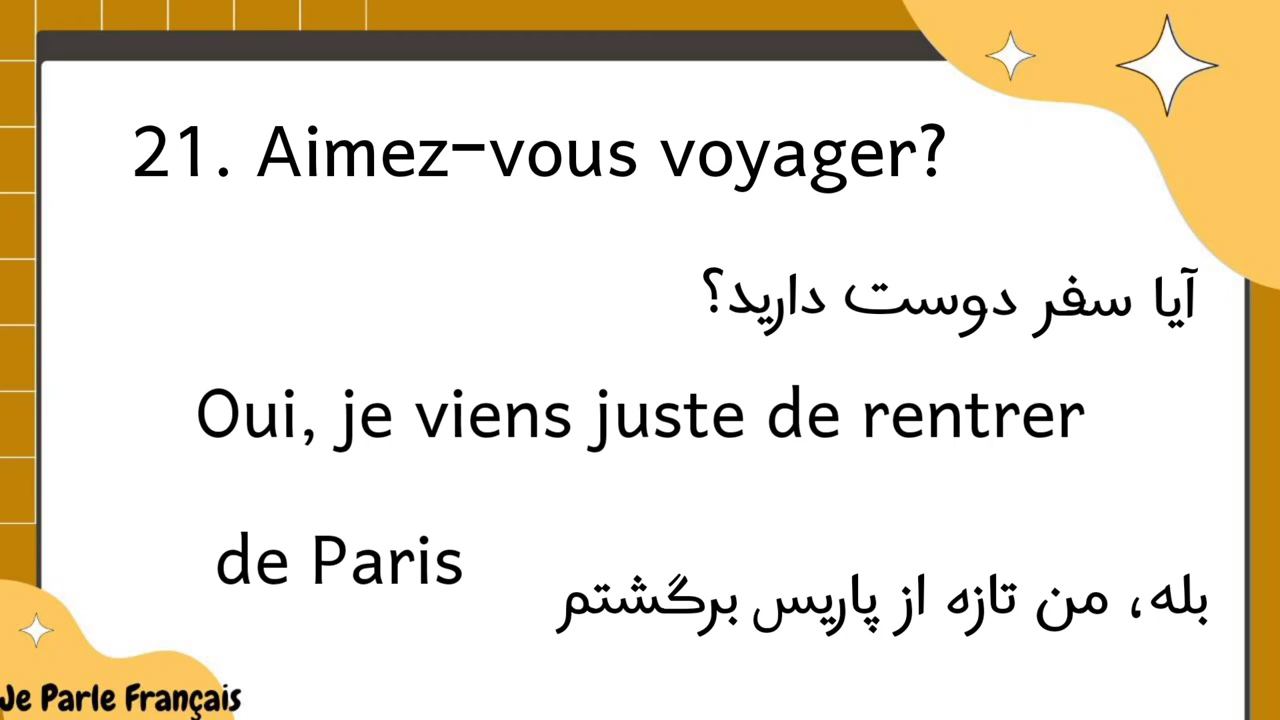 21. Aimez-vous voyager?
آیا سفر دوست دارید؟
Oui, je viens juste de rentrer
de Paris
بله، من تازه از پاریس برگشتم
Je Parle Français